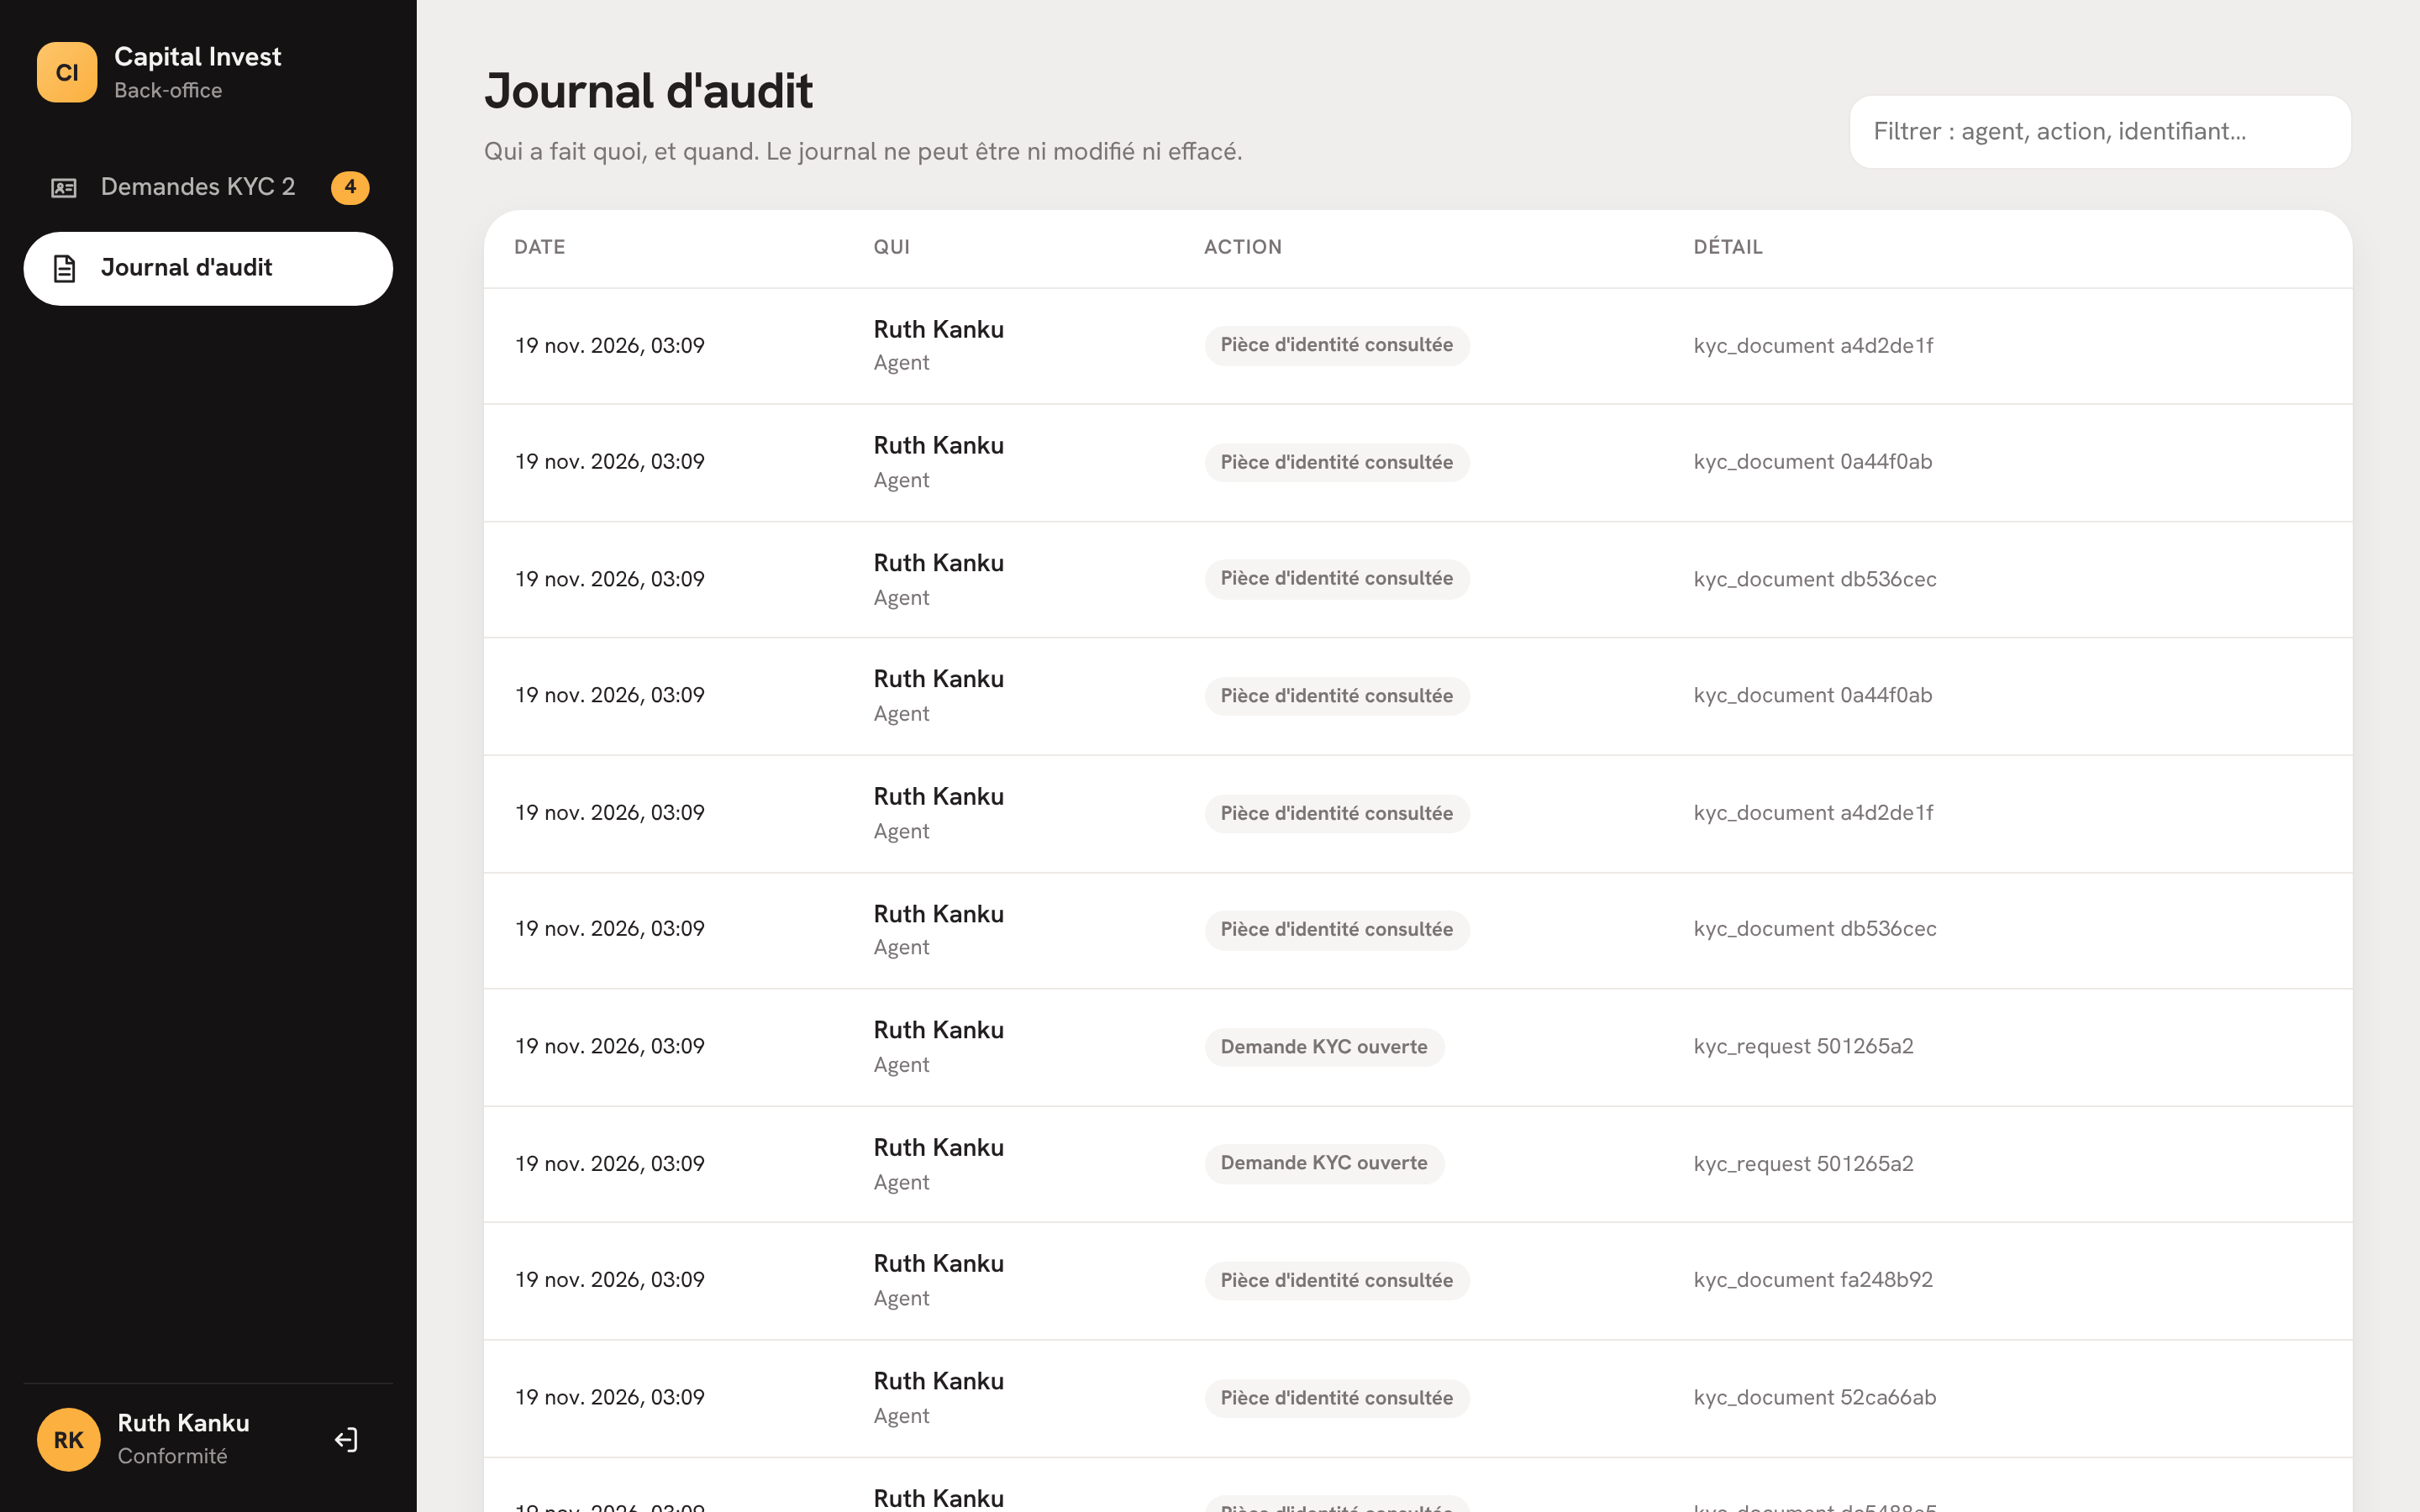 CI
Capital Invest
Back-office
Demandes KYC 2
4
Journal d'audit
RK
Ruth Kanku
Conformité
Journal d'audit
Qui a fait quoi, et quand. Le journal ne peut être ni modifié ni effacé.
Filtrer : agent, action, identifiant...
DATE QUI ACTION DÉTAIL
19 nov. 2026, 03:09 Ruth Kanku Agent Pièce d'identité consultée kyc_document a4d2de1f
19 nov. 2026, 03:09 Ruth Kanku Agent Pièce d'identité consultée kyc_document 0a44f0ab
19 nov. 2026, 03:09 Ruth Kanku Agent Pièce d'identité consultée kyc_document db536cec
19 nov. 2026, 03:09 Ruth Kanku Agent Pièce d'identité consultée kyc_document 0a44f0ab
19 nov. 2026, 03:09 Ruth Kanku Agent Pièce d'identité consultée kyc_document a4d2de1f
19 nov. 2026, 03:09 Ruth Kanku Agent Pièce d'identité consultée kyc_document db536cec
19 nov. 2026, 03:09 Ruth Kanku Agent Demande KYC ouverte kyc_request 501265a2
19 nov. 2026, 03:09 Ruth Kanku Agent Demande KYC ouverte kyc_request 501265a2
19 nov. 2026, 03:09 Ruth Kanku Agent Pièce d'identité consultée kyc_document fa248b92
19 nov. 2026, 03:09 Ruth Kanku Agent Pièce d'identité consultée kyc_document 52ca66ab
Ruth Kanku